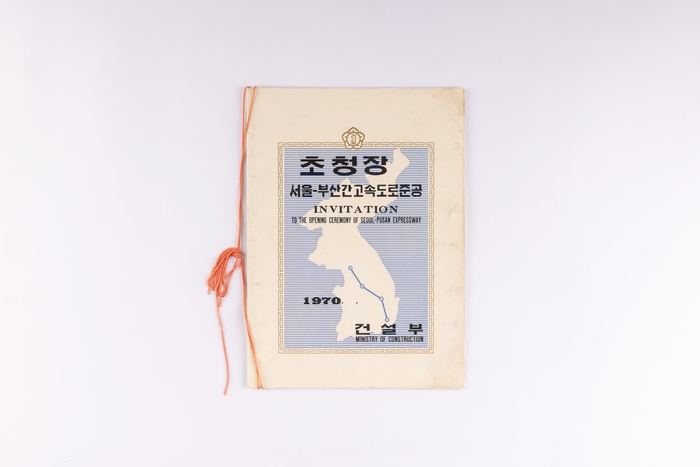 초청장
서울-부산간고속도로준공
INVITATION
TO THE OPENING CEREMONY OF SEOUL-PUSAN EXPRESSWAY
1970. .
건설부
MINISTRY OF CONSTRUCTION